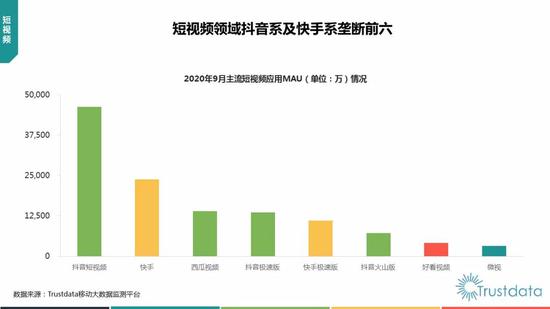 短视频
短视频领域抖音系及快手系垄断前六
2020年9月主流短视频应用MAU（单位：万）情况
50,000
37,500
25,000
12,500
0
抖音短视频 快手 西瓜视频 抖音极速版 快手极速版 抖音火山版 好看视频 微视
数据来源：Trustdata移动大数据监测平台
Trustdata